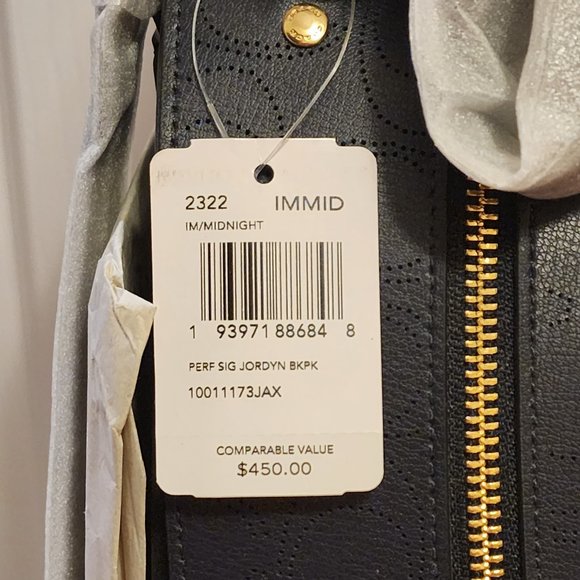 2322 IMMID
IM/MIDNIGHT
1 93971 88684 8
PERF SIG JORDYN BKPK
10011173JAX
COMPARABLE VALUE
$450.00